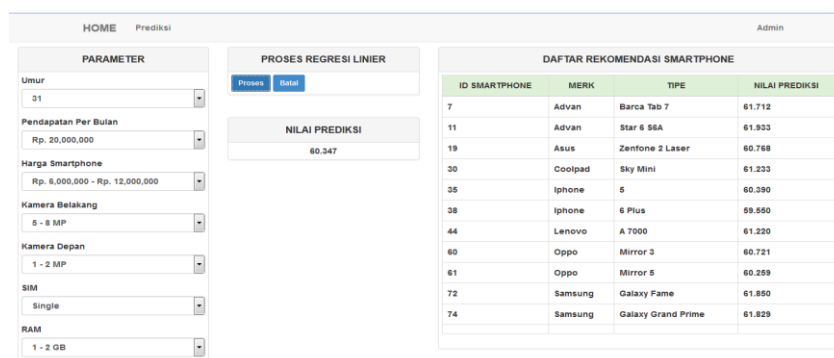 HOME Prediksi Admin
PARAMETER
Umur
31
Pendapatan Per Bulan
Rp. 20,000,000
Harga Smartphone
Rp. 6,000,000 - Rp. 12,000,000
Kamera Belakang
5 - 8 MP
Kamera Depan
1 - 2 MP
SIM
Single
RAM
1 - 2 GB
PROSES REGRESI LINIER
Proses Batal
NILAI PREDIKSI
60.347
DAFTAR REKOMENDASI SMARTPHONE
ID SMARTPHONE MERK TIPE NILAI PREDIKSI
7 Advan Barca Tab 7 61.712
11 Advan Star 6 S6A 61.933
19 Asus Zenfone 2 Laser 60.768
30 Coolpad Sky Mini 61.233
35 Iphone 5 60.390
38 Iphone 6 Plus 59.550
44 Lenovo A 7000 61.220
60 Oppo Mirror 3 60.721
61 Oppo Mirror 5 60.259
72 Samsung Galaxy Fame 61.850
74 Samsung Galaxy Grand Prime 61.829